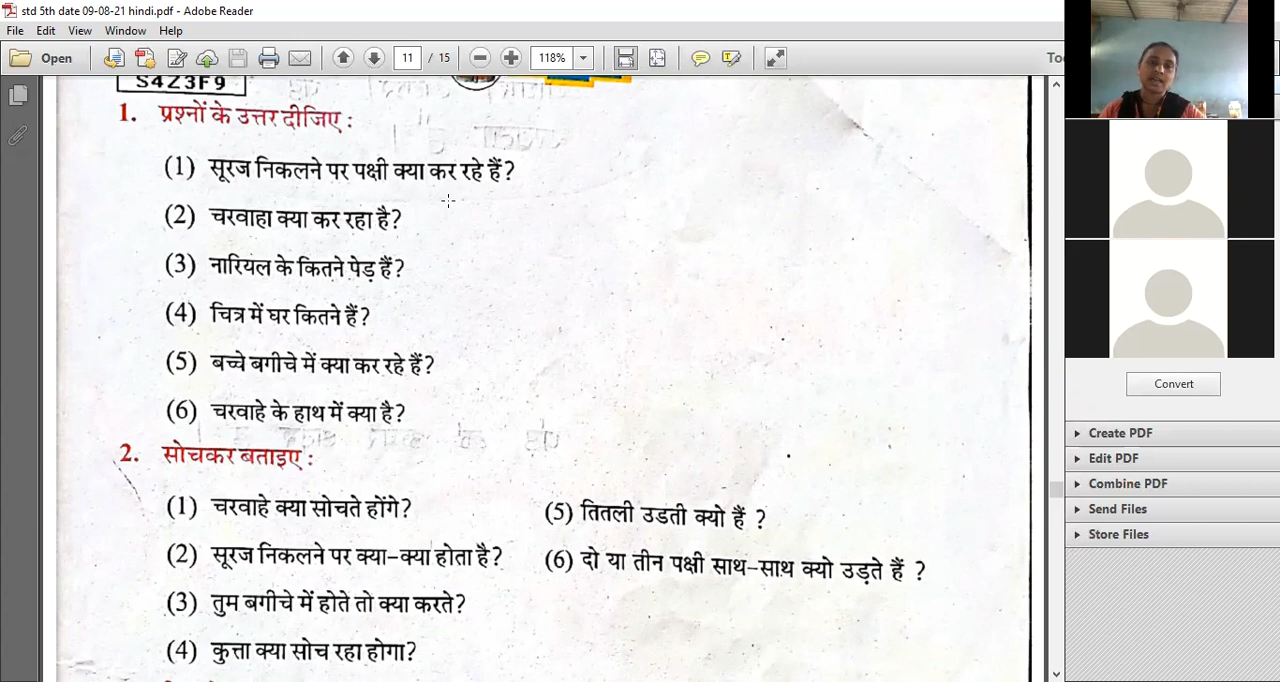 std 5th date 09-08-21 hindi.pdf - Adobe Reader
File Edit View Window Help
Open 11 / 15 118%
S4Z3F9
1. प्रश्नों के उत्तर दीजिए :
(1) सूरज निकलने पर पक्षी क्या कर रहे हैं?
(2) चरवाहा क्या कर रहा है?
(3) नारियल के कितने पेड़ हैं?
(4) चित्र में घर कितने हैं?
(5) बच्चे बगीचे में क्या कर रहे हैं?
(6) चरवाहे के हाथ में क्या है?
2. सोचकर बताइए :
(1) चरवाहे क्या सोचते होंगे?
(2) सूरज निकलने पर क्या-क्या होता है?
(3) तुम बगीचे में होते तो क्या करते?
(4) कुत्ता क्या सोच रहा होगा?
(5) तितली उडती क्यो हैं ?
(6) दो या तीन पक्षी साथ-साथ क्यो उड़ते हैं ?
Convert
Create PDF
Edit PDF
Combine PDF
Send Files
Store Files